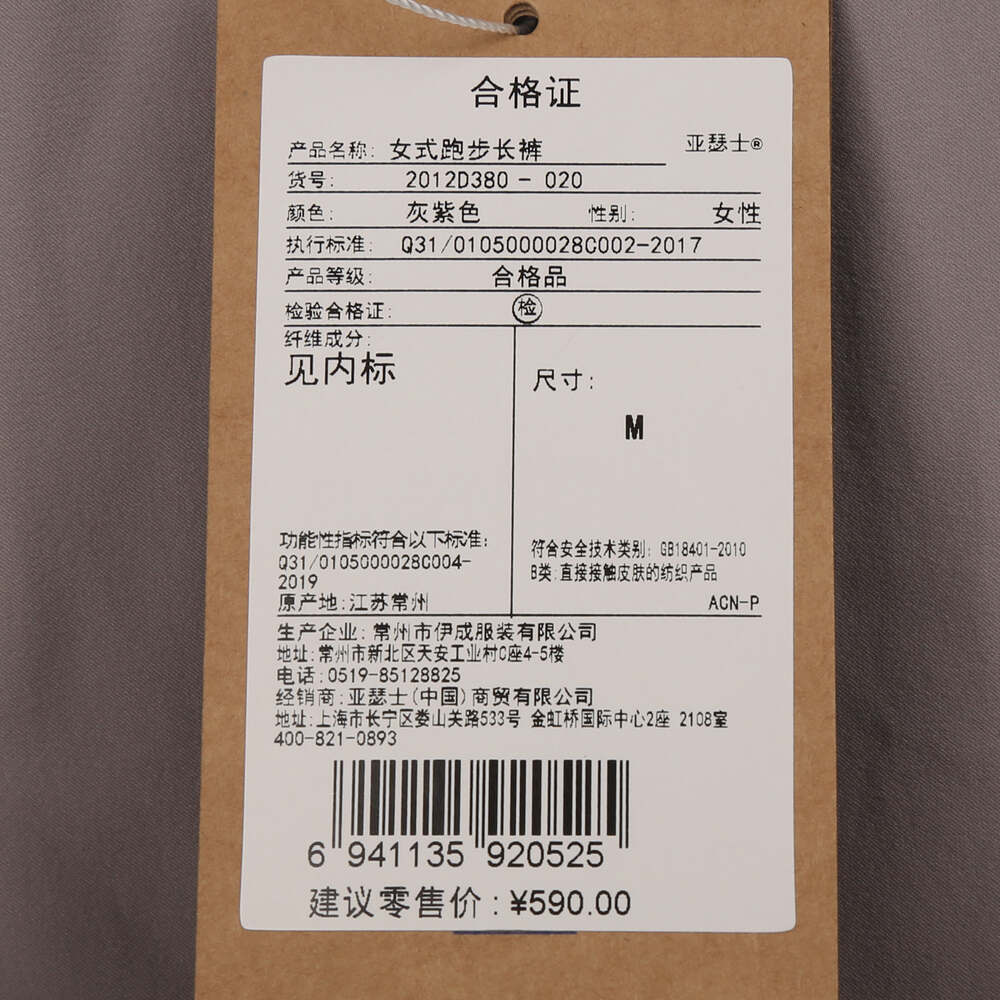 合格证
产品名称: 女式跑步长裤 亚瑟士®
货号: 2012D380 - 020
颜色: 灰紫色 性别: 女性
执行标准: Q31/0105000028C002-2017
产品等级: 合格品
检验合格证: 检
纤维成分:
见内标
尺寸:
M
功能性指标符合以下标准:
Q31/0105000028C004-
2019
原产地:江苏常州
符合安全技术类别: GB18401-2010
B类:直接接触皮肤的纺织产品
ACN-P
生产企业: 常州市伊成服装有限公司
地址:常州市新北区天安工业村C座4-5楼
电话:0519-85128825
经销商:亚瑟士(中国)商贸有限公司
地址:上海市长宁区娄山关路533号 金虹桥国际中心2座 2108室
400-821-0893
6 941135 920525
建议零售价:¥590.00